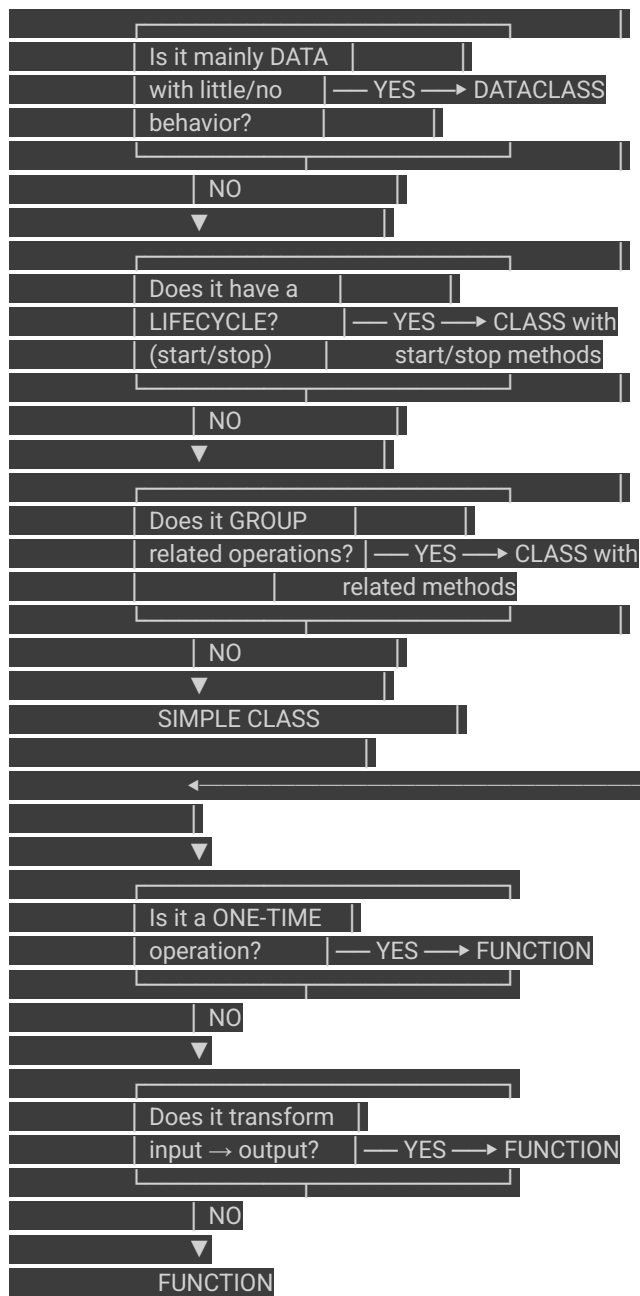 Is it mainly DATA
with little/no — YES → DATACLASS
behavior?
NO
▼
Does it have a
LIFECYCLE? — YES → CLASS with
(start/stop) start/stop methods
NO
▼
Does it GROUP
related operations? — YES → CLASS with
related methods
NO
▼
SIMPLE CLASS
Is it a ONE-TIME
operation? — YES → FUNCTION
NO
▼
Does it transform
input → output? — YES → FUNCTION
NO
▼
FUNCTION